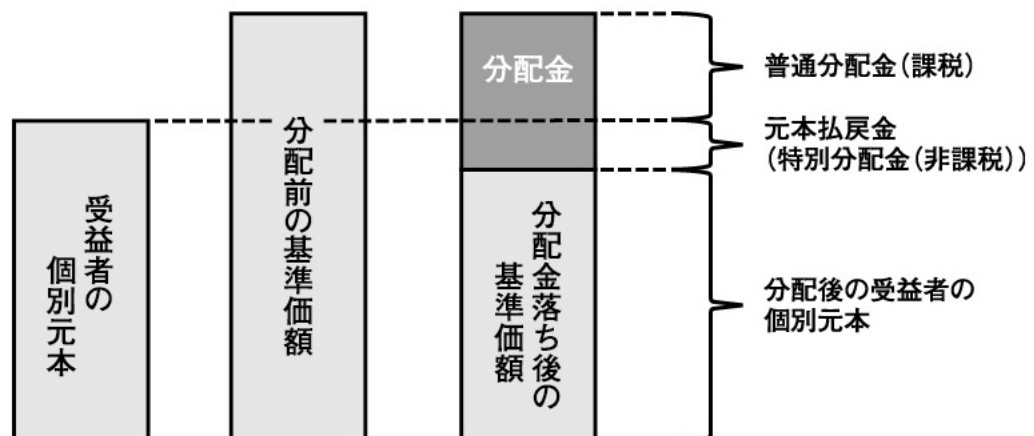 受益者の
個別元本
分配前の基準価額
分配金
分配金落ち後の
基準価額
普通分配金(課税)
元本払戻金
(特別分配金(非課税))
分配後の受益者の
個別元本